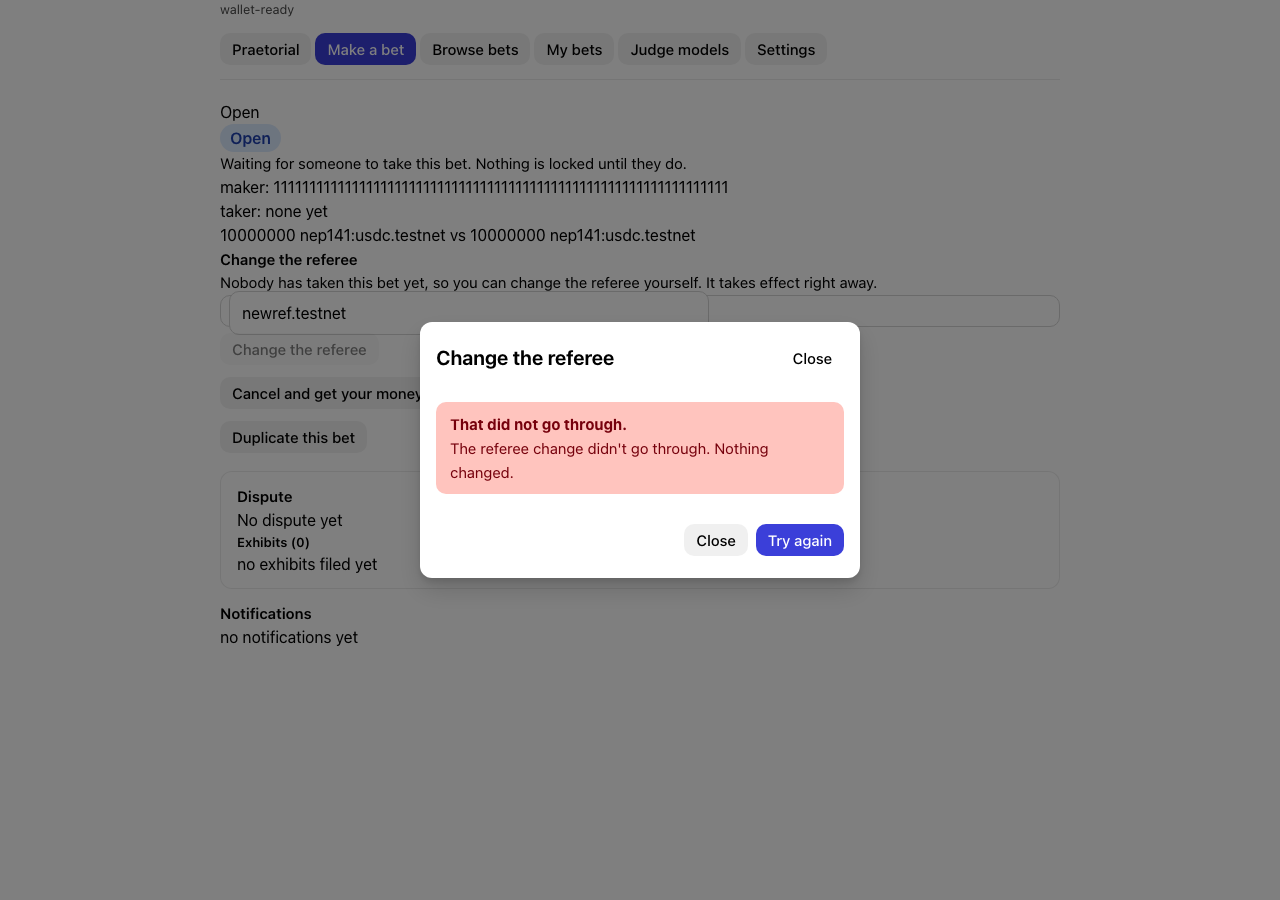 wallet-ready
Praetorial Make a bet Browse bets My bets Judge models Settings
Open
Open
Waiting for someone to take this bet. Nothing is locked until they do.
maker: 1111111111111111111111111111111111111111111111111111111111111111
taker: none yet
10000000 nep141:usdc.testnet vs 10000000 nep141:usdc.testnet
Change the referee
Nobody has taken this bet yet, so you can change the referee yourself. It takes effect right away.
newref.testnet
Change the referee
Cancel and get your money
Duplicate this bet
Dispute
No dispute yet
Exhibits (0)
no exhibits filed yet
Notifications
no notifications yet
Change the referee
Close
That did not go through.
The referee change didn't go through. Nothing
changed.
Close Try again